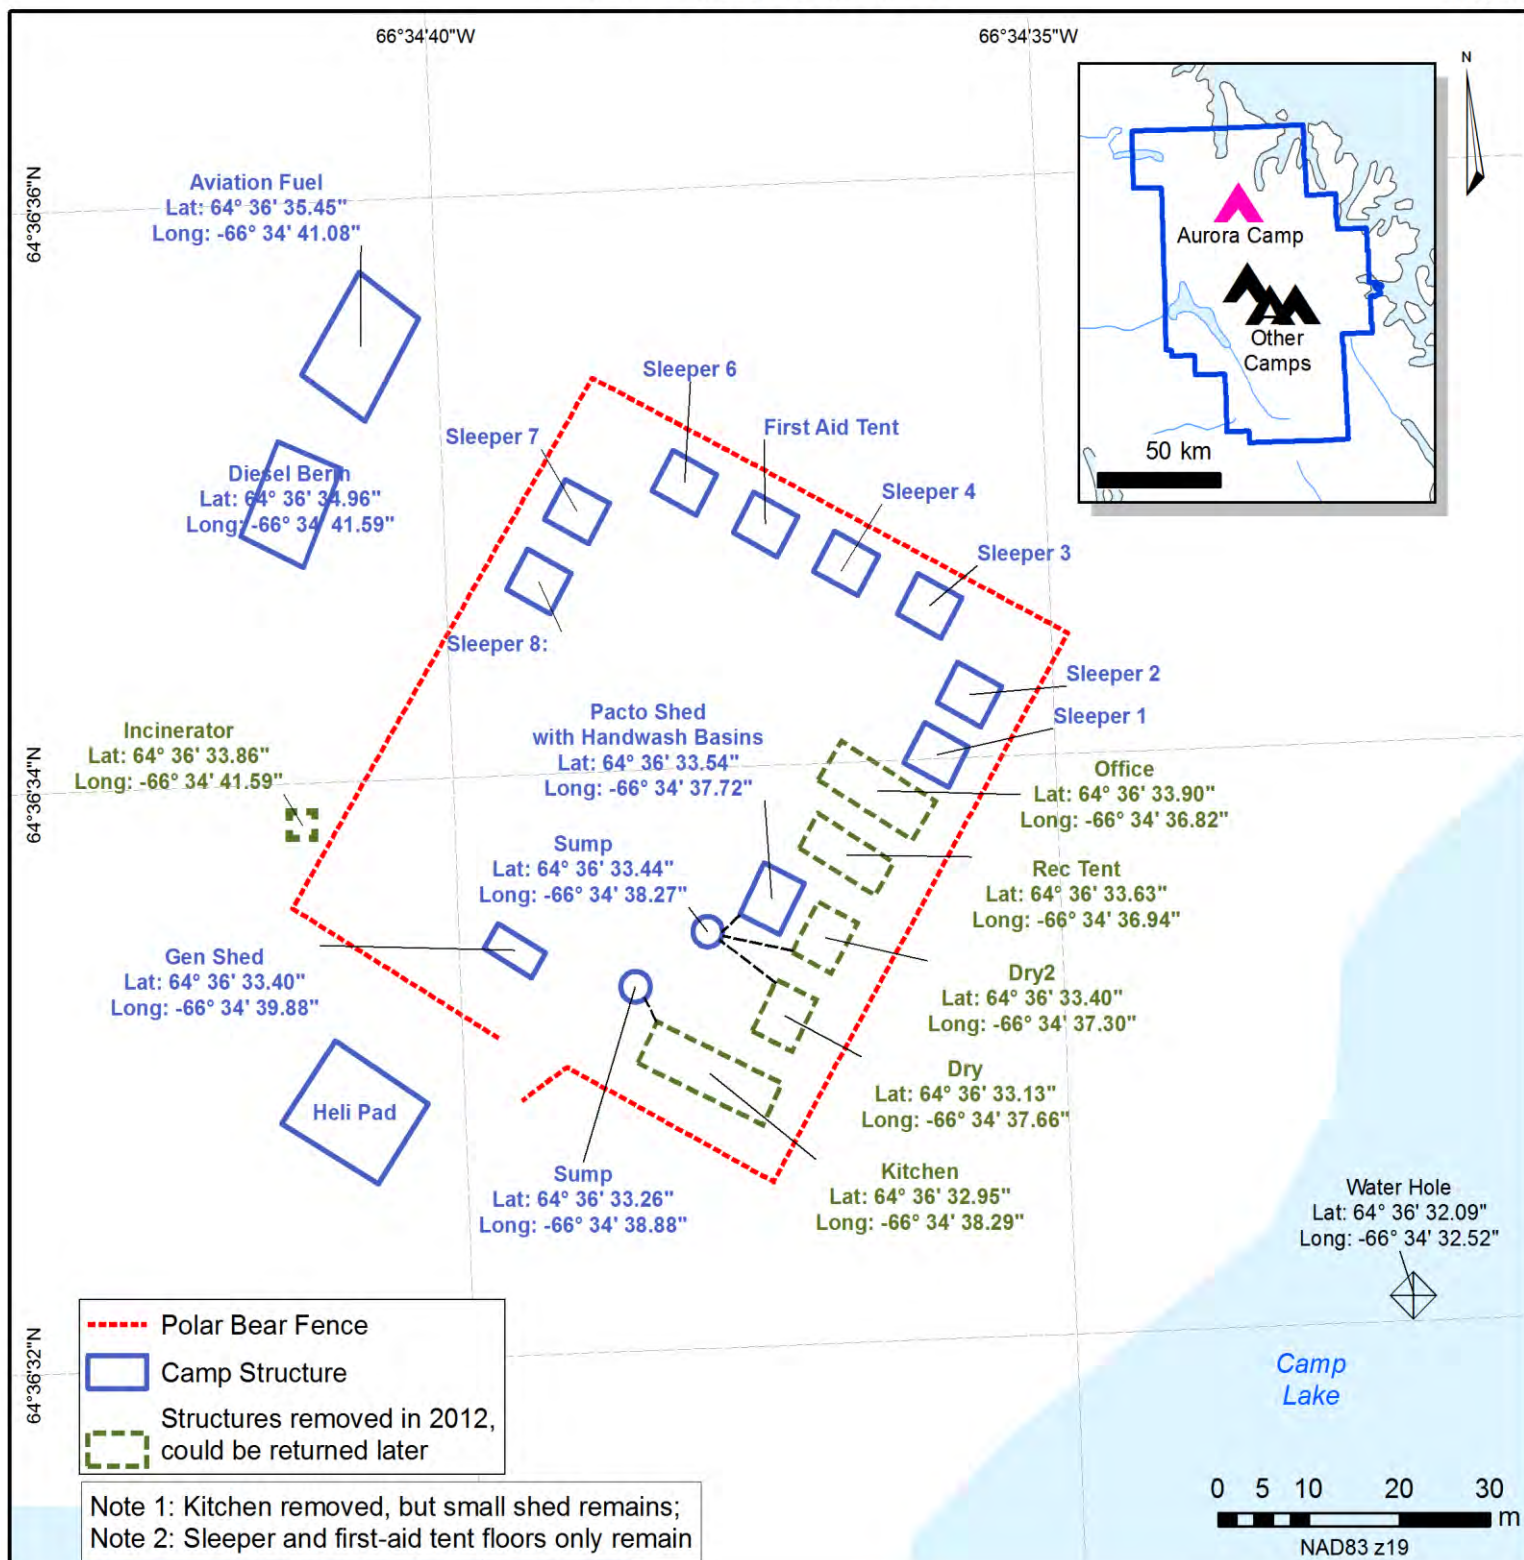 66°34'40"W
66°34'35"W
N
64°36'36"N
64°36'34"N
64°36'32"N
Aviation Fuel
Lat: 64° 36' 35.45"
Long: -66° 34' 41.08"
Aurora Camp
Other
Camps
50 km
Sleeper 6
Sleeper 7
First Aid Tent
Diesel Berm
Lat: 64° 36' 34.96"
Long: -66° 34' 41.59"
Sleeper 4
Sleeper 3
Sleeper 8:
Sleeper 2
Sleeper 1
Pacto Shed
with Handwash Basins
Lat: 64° 36' 33.54"
Long: -66° 34' 37.72"
Incinerator
Lat: 64° 36' 33.86"
Long: -66° 34' 41.59"
Office
Lat: 64° 36' 33.90"
Long: -66° 34' 36.82"
Sump
Lat: 64° 36' 33.44"
Long: -66° 34' 38.27"
Rec Tent
Lat: 64° 36' 33.63"
Long: -66° 34' 36.94"
Gen Shed
Lat: 64° 36' 33.40"
Long: -66° 34' 39.88"
Dry2
Lat: 64° 36' 33.40"
Long: -66° 34' 37.30"
Dry
Lat: 64° 36' 33.13"
Long: -66° 34' 37.66"
Heli Pad
Sump
Lat: 64° 36' 33.26"
Long: -66° 34' 38.88"
Kitchen
Lat: 64° 36' 32.95"
Long: -66° 34' 38.29"
Water Hole
Lat: 64° 36' 32.09"
Long: -66° 34' 32.52"
Camp
Lake
Polar Bear Fence
Camp Structure
Structures removed in 2012,
could be returned later
Note 1: Kitchen removed, but small shed remains;
Note 2: Sleeper and first-aid tent floors only remain
0 5 10 20 30
m
NAD83 z19